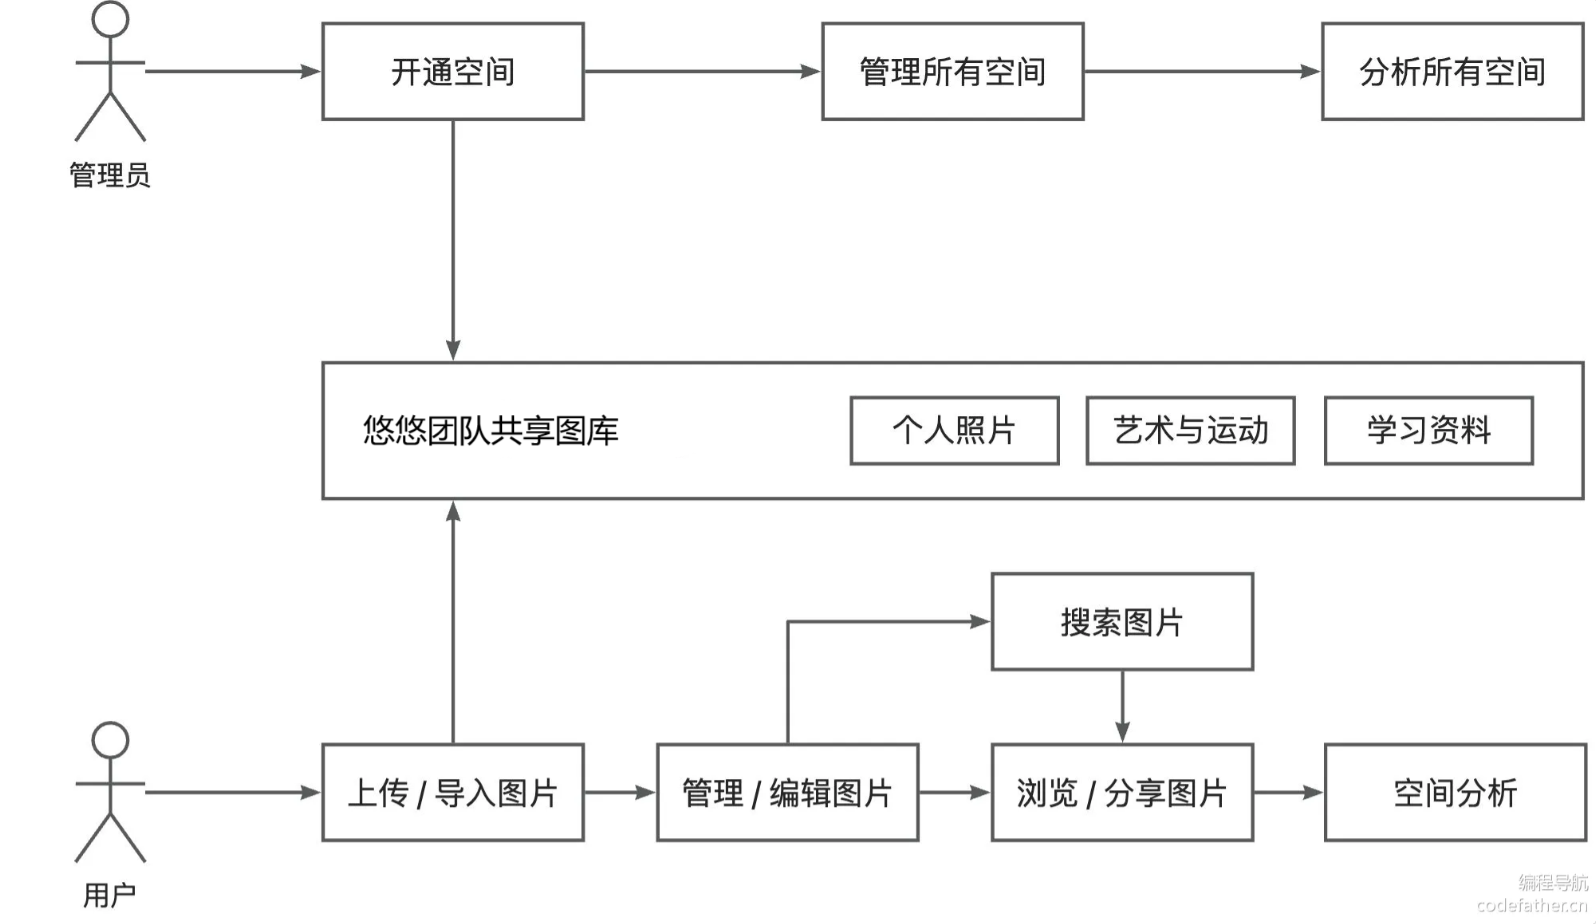 开通空间
管理所有空间
分析所有空间
管理员
悠悠团队共享图库
个人照片
艺术与运动
学习资料
搜索图片
上传 / 导入图片
管理 / 编辑图片
浏览 / 分享图片
空间分析
用户
编程导航
codefather.cn